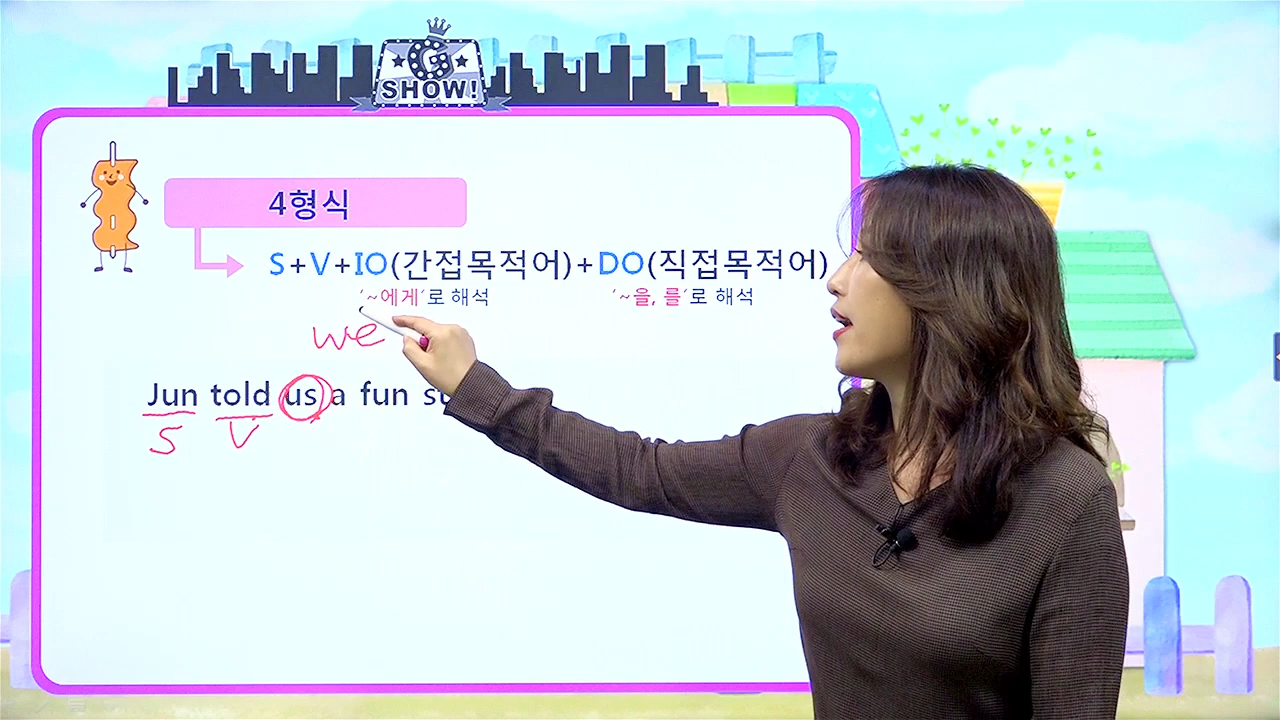 G
SHOW!
4형식
S+V+IO(간접목적어)+DO(직접목적어)
'~에게'로 해석 '~을, 를'로 해석
we
Jun told us a fun
S V